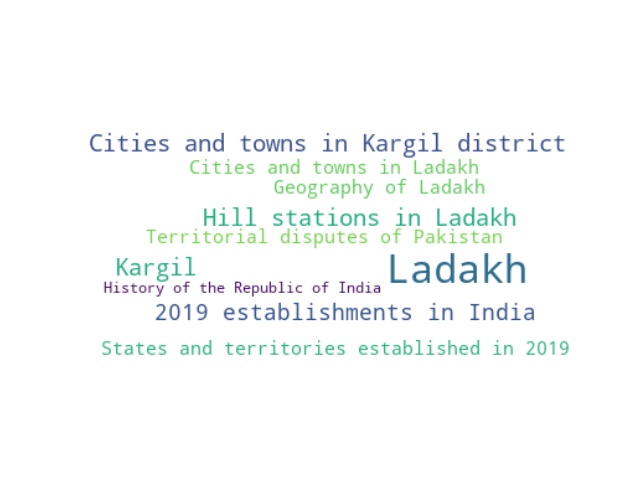 Cities and towns in Kargil district
Cities and towns in Ladakh
Geography of Ladakh
Hill stations in Ladakh
Territorial disputes of Pakistan
Kargil
Ladakh
History of the Republic of India
2019 establishments in India
States and territories established in 2019